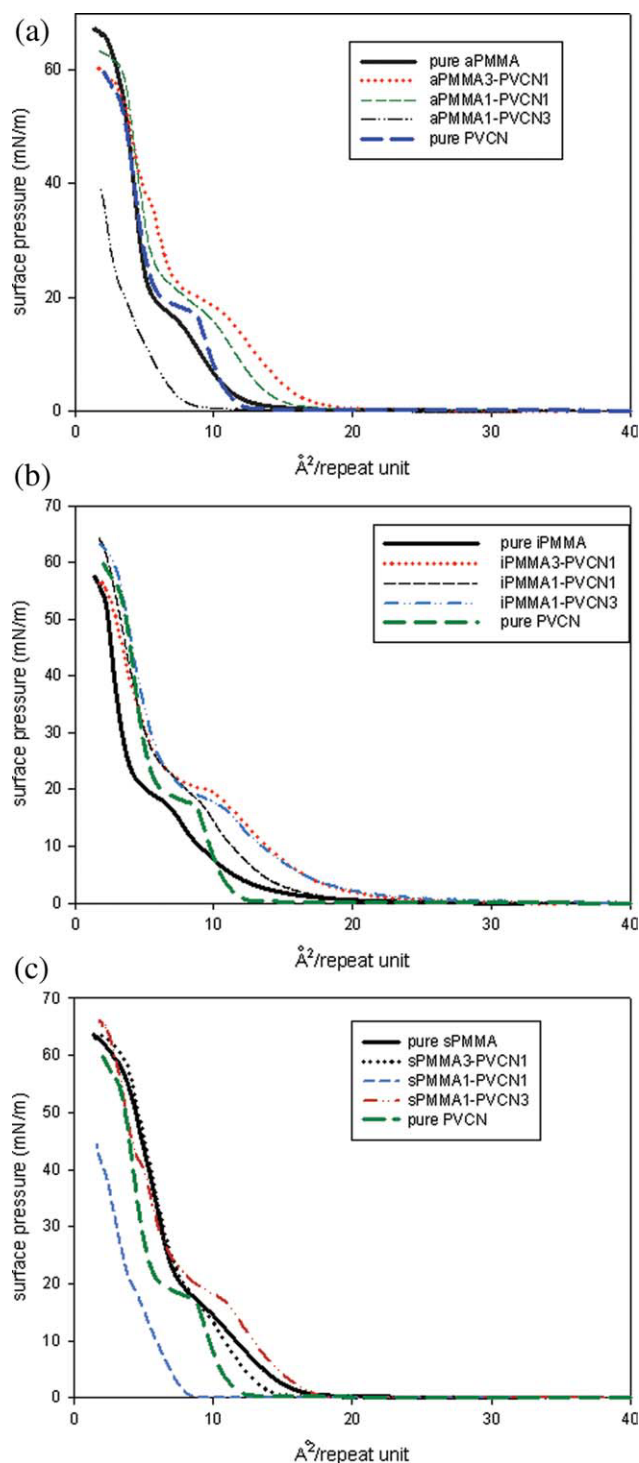 (a)
60
40
20
0
0
10
20
30
40
surface pressure (mN/m)
Å²/repeat unit
pure aPMMA
aPMMA3-PVCN1
aPMMA1-PVCN1
aPMMA1-PVCN3
pure PVCN
(b)
70
60
50
40
30
20
10
0
0
10
20
30
40
surface pressure (mN/m)
Å²/repeat unit
pure iPMMA
iPMMA3-PVCN1
iPMMA1-PVCN1
iPMMA1-PVCN3
pure PVCN
(c)
70
60
50
40
30
20
10
0
0
10
20
30
40
surface pressure (mN/m)
Å²/repeat unit
pure sPMMA
sPMMA3-PVCN1
sPMMA1-PVCN1
sPMMA1-PVCN3
pure PVCN